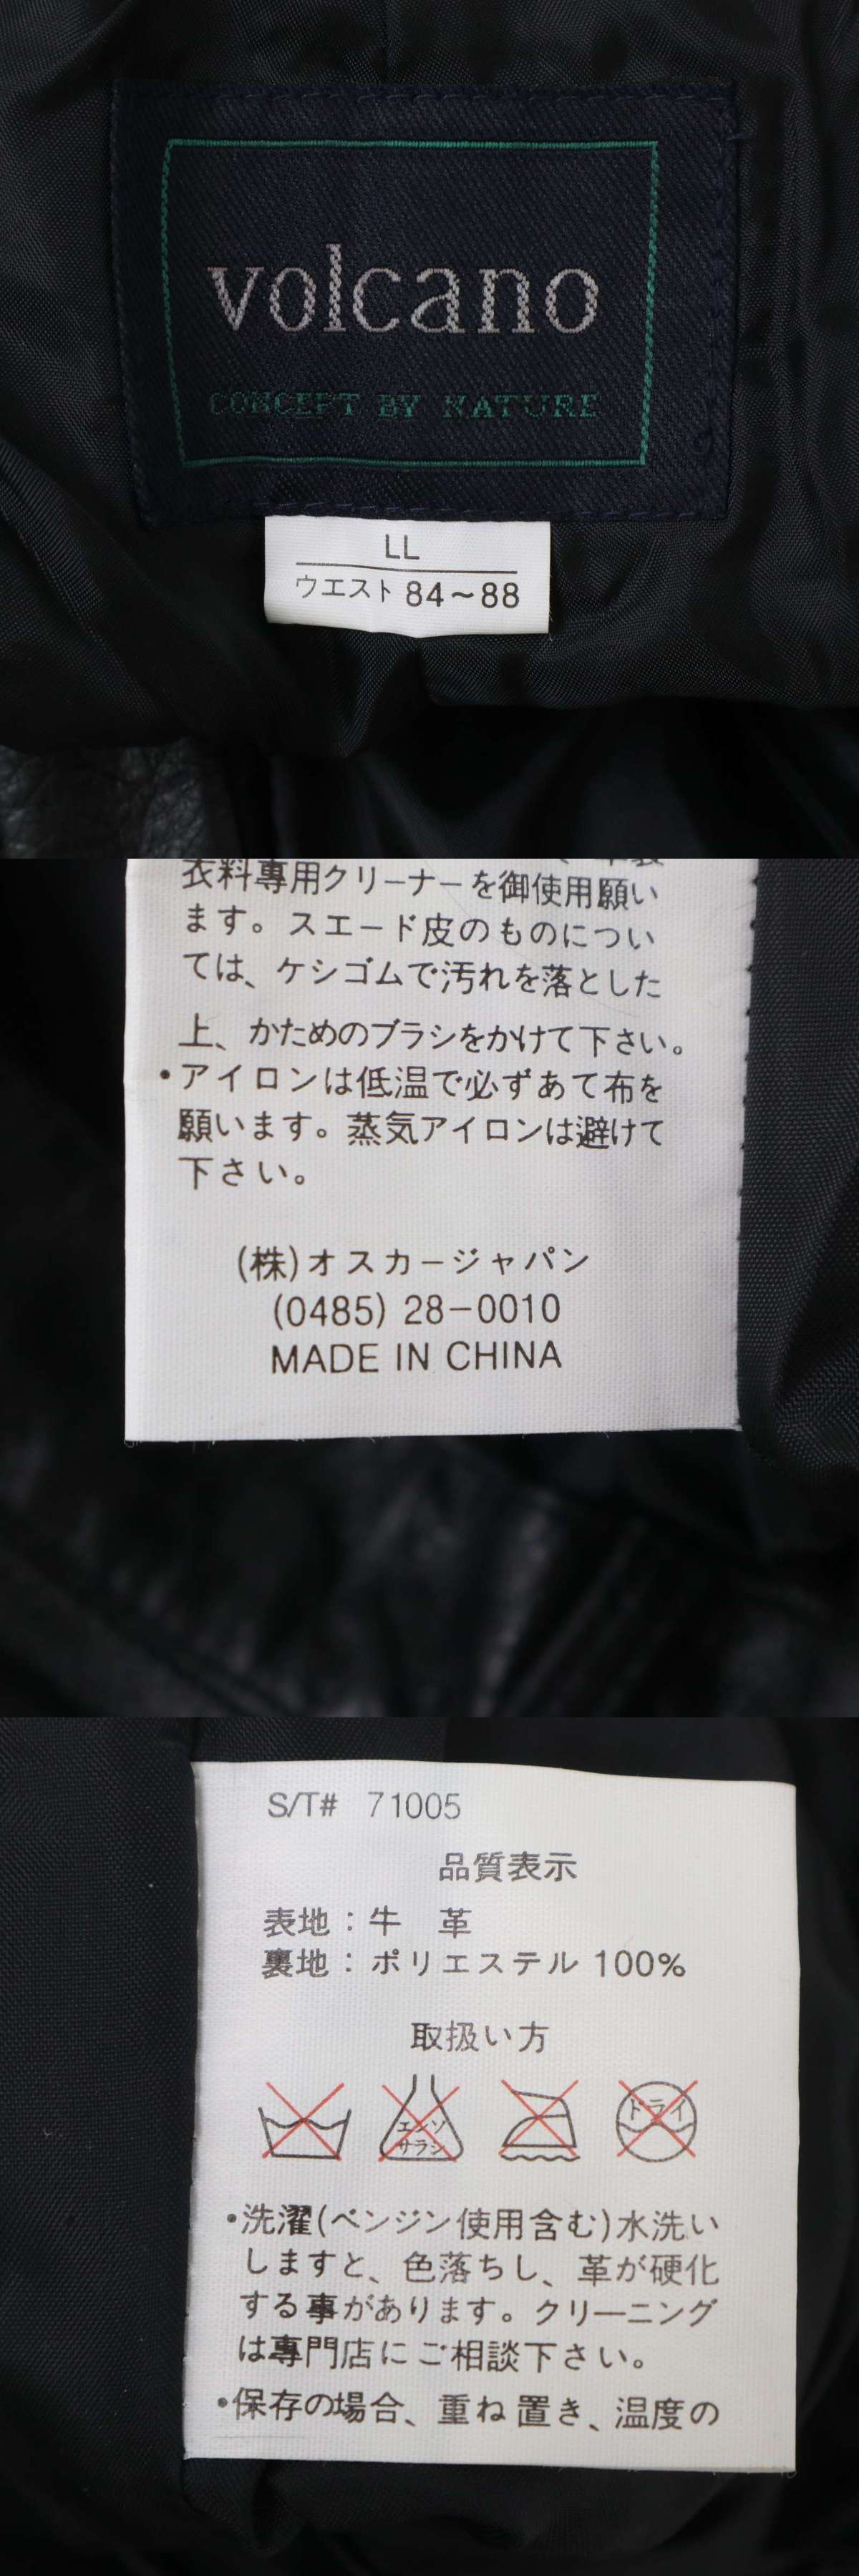 volcano
CONCEPT BY NATURE
LL
ウエスト 84~88
衣料専用クリーナーを御使用願い
ます。スエード皮のものについ
ては、ケシゴムで汚れを落とした
上、かためのブラシをかけて下さい。
•アイロンは低温で必ずあて布を
願います。蒸気アイロンは避けて
下さい。
(株)オスカージャパン
(0485) 28-0010
MADE IN CHINA
S/T# 71005
品質表示
表地：牛 革
裏地：ポリエステル 100%
取扱い方
エンソ
サラシ
ドライ
•洗濯(ベンジン使用含む)水洗い
しますと、色落ちし、革が硬化
する事があります。クリーニング
は専門店にご相談下さい。
•保存の場合、重ね置き、温度の